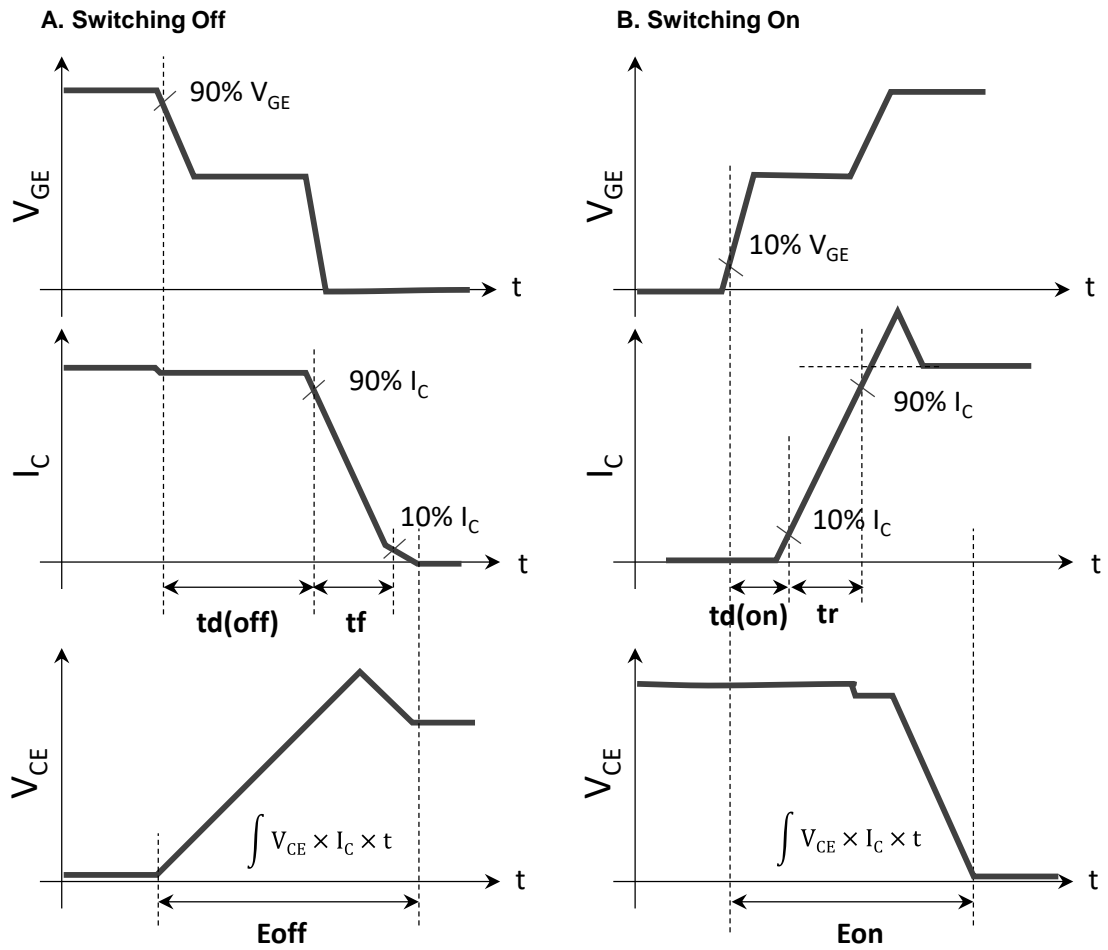 A. Switching Off
V_GE
90% V_GE
t
I_C
90% I_C
10% I_C
t
td(off)
tf
V_CE
∫ V_CE × I_C × t
t
Eoff
B. Switching On
V_GE
10% V_GE
t
I_C
90% I_C
10% I_C
t
td(on)
tr
V_CE
∫ V_CE × I_C × t
t
Eon